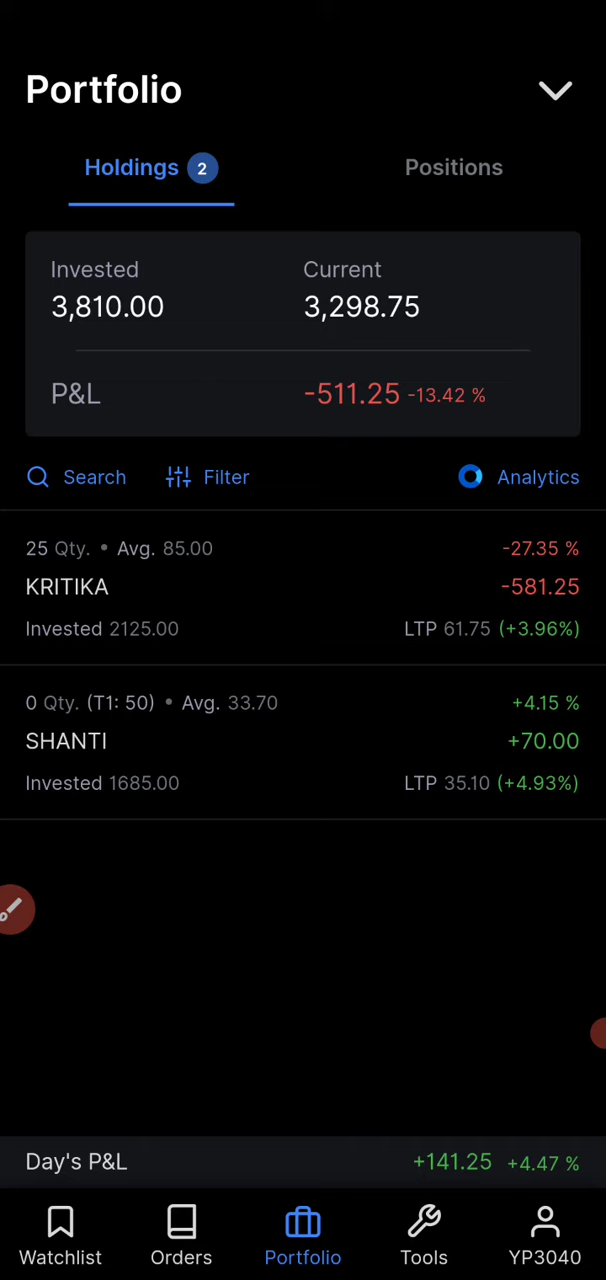 Portfolio
Holdings 2 Positions
Invested Current
3,810.00 3,298.75
P&L -511.25 -13.42 %
Search Filter Analytics
25 Qty. • Avg. 85.00 -27.35 %
KRITIKA -581.25
Invested 2125.00 LTP 61.75 (+3.96%)
0 Qty. (T1: 50) • Avg. 33.70 +4.15 %
SHANTI +70.00
Invested 1685.00 LTP 35.10 (+4.93%)
Day's P&L +141.25 +4.47 %
Watchlist Orders Portfolio Tools YP3040